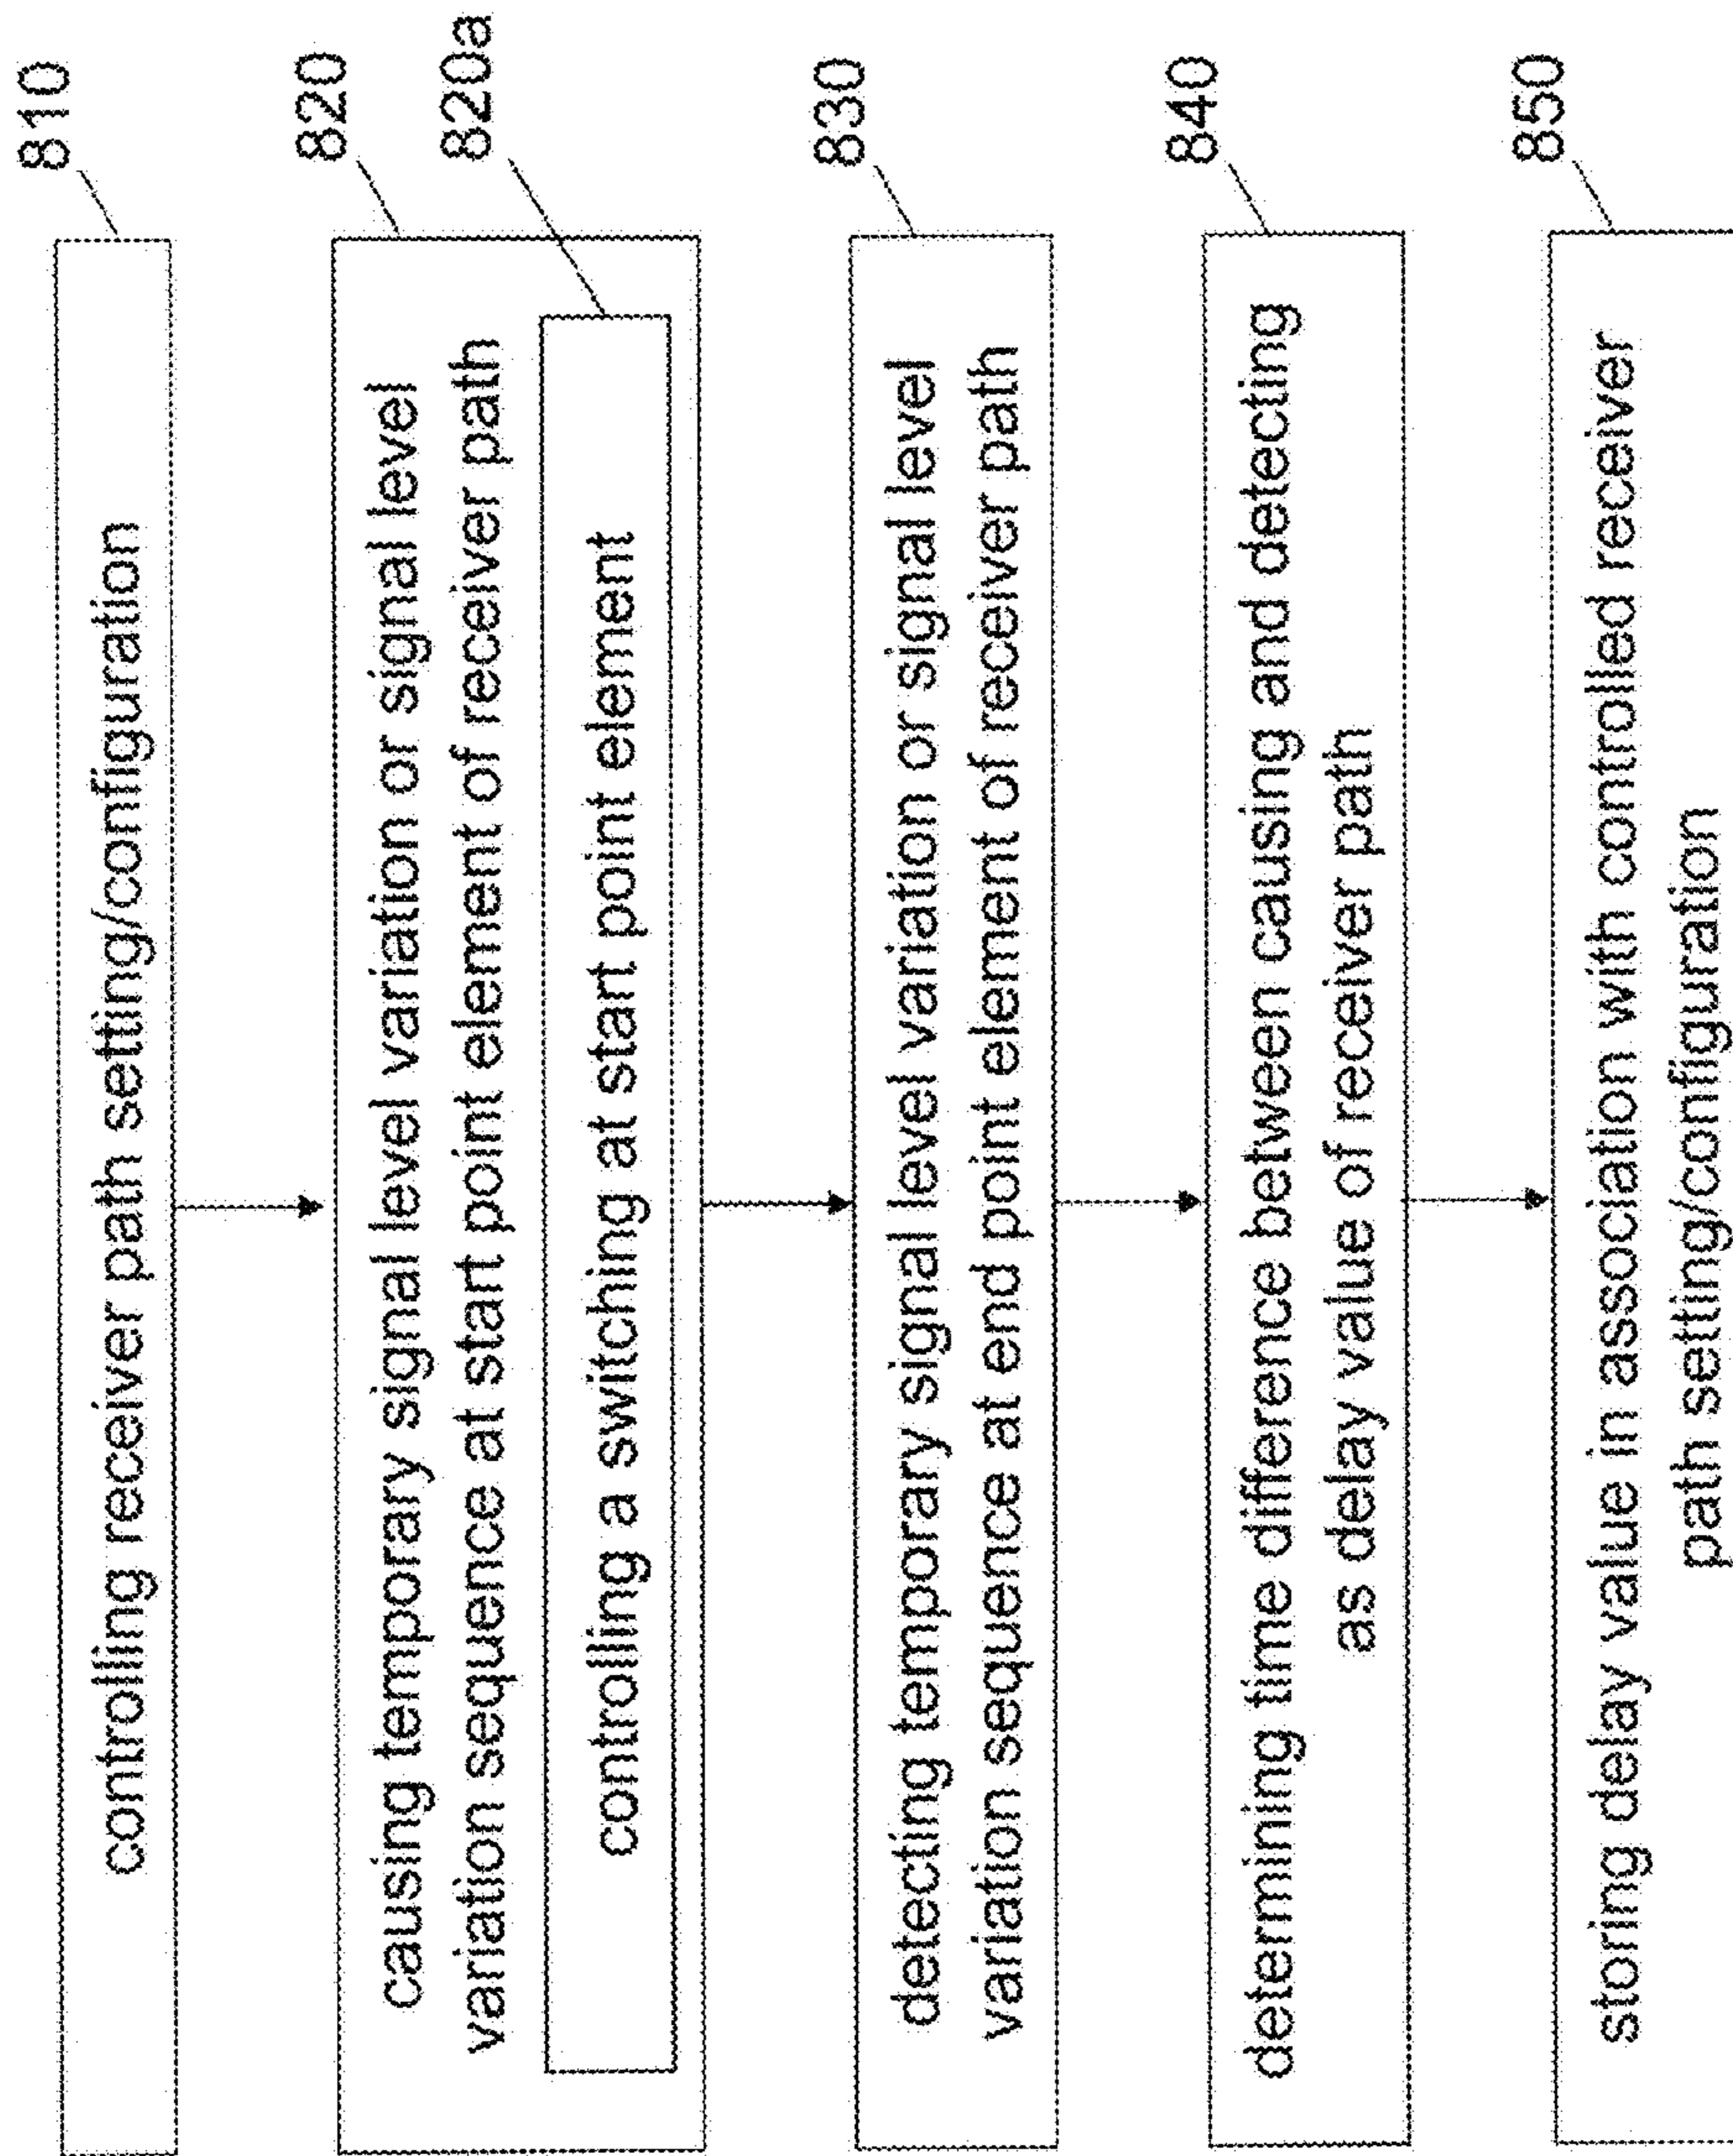 controlling receiver path setting/configuration
810
causing temporary signal level variation or signal level
variation sequence at start point element of receiver path
820
controlling a switching at start point element
820a
detecting temporary signal level variation or signal level
variation sequence at end point element of receiver path
830
determining time difference between causing and detecting
as delay value of receiver path
840
storing delay value in association with controlled receiver
path setting/configuration
850